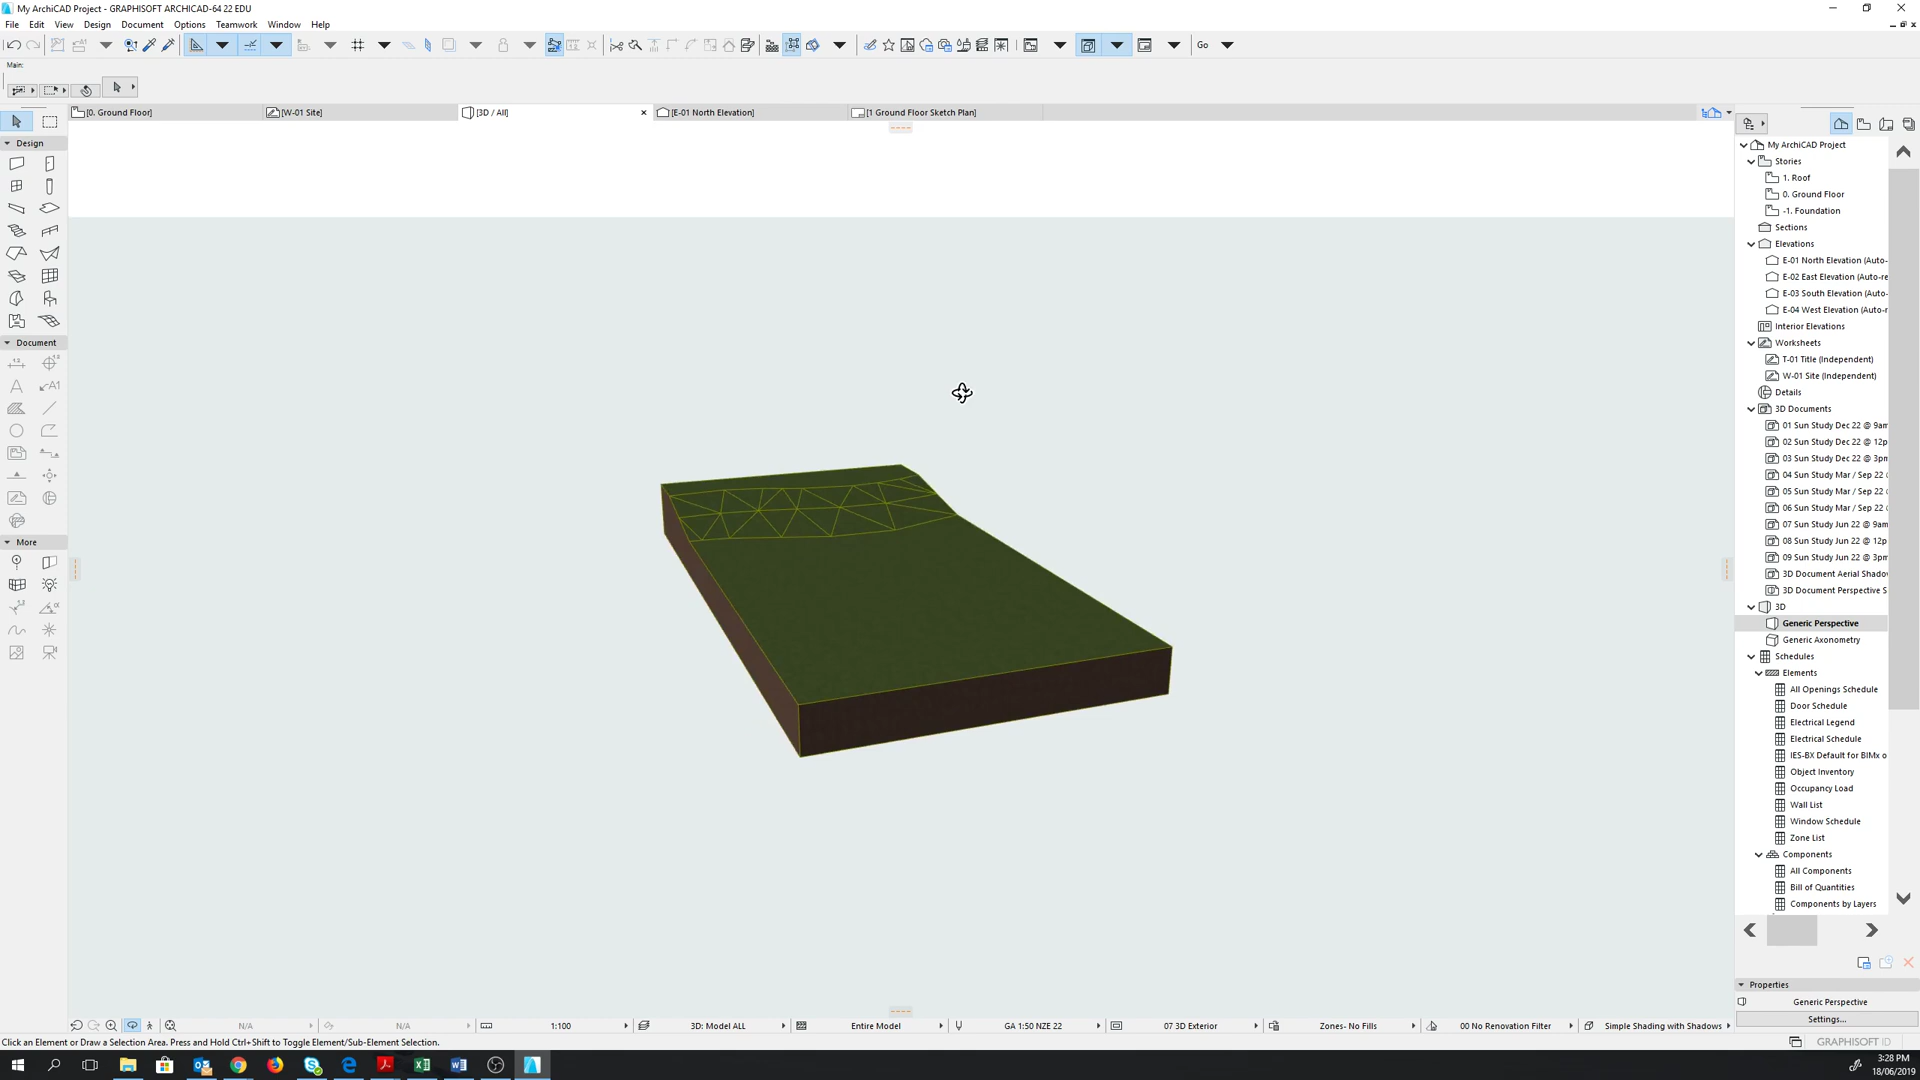 My ArchiCAD Project - GRAPHISOFT ARCHICAD-64 22 EDU
File Edit View Design Document Options Teamwork Window Help
Go
Main:
[0. Ground Floor]
[W-01 Site]
[3D / All]
[E-01 North Elevation]
[1 Ground Floor Sketch Plan]
Design
Document
A
A1
More
My ArchiCAD Project
Stories
1. Roof
0. Ground Floor
-1. Foundation
Sections
Elevations
E-01 North Elevation (Auto-
E-02 East Elevation (Auto-re
E-03 South Elevation (Auto-
E-04 West Elevation (Auto-r
Interior Elevations
Worksheets
T-01 Title (Independent)
W-01 Site (Independent)
Details
3D Documents
01 Sun Study Dec 22 @ 9am
02 Sun Study Dec 22 @ 12p
03 Sun Study Dec 22 @ 3pm
04 Sun Study Mar / Sep 22 (
05 Sun Study Mar / Sep 22 (
06 Sun Study Mar / Sep 22 (
07 Sun Study Jun 22 @ 9am
08 Sun Study Jun 22 @ 12p
09 Sun Study Jun 22 @ 3pm
3D Document Aerial Shado
3D Document Perspective S
3D
Generic Perspective
Generic Axonometry
Schedules
Elements
All Openings Schedule
Door Schedule
Electrical Legend
Electrical Schedule
IES-BX Default for BIMx o
Object Inventory
Occupancy Load
Wall List
Window Schedule
Zone List
Components
All Components
Bill of Quantities
Components by Layers
Properties
Generic Perspective
Settings...
N/A N/A 1:100 3D: Model ALL Entire Model GA 1:50 NZE 22 07 3D Exterior Zones- No Fills 00 No Renovation Filter Simple Shading with Shadows
Click an Element or Draw a Selection Area. Press and Hold Ctrl+Shift to Toggle Element/Sub-Element Selection.
GRAPHISOFT ID
3:28 PM
18/06/2019